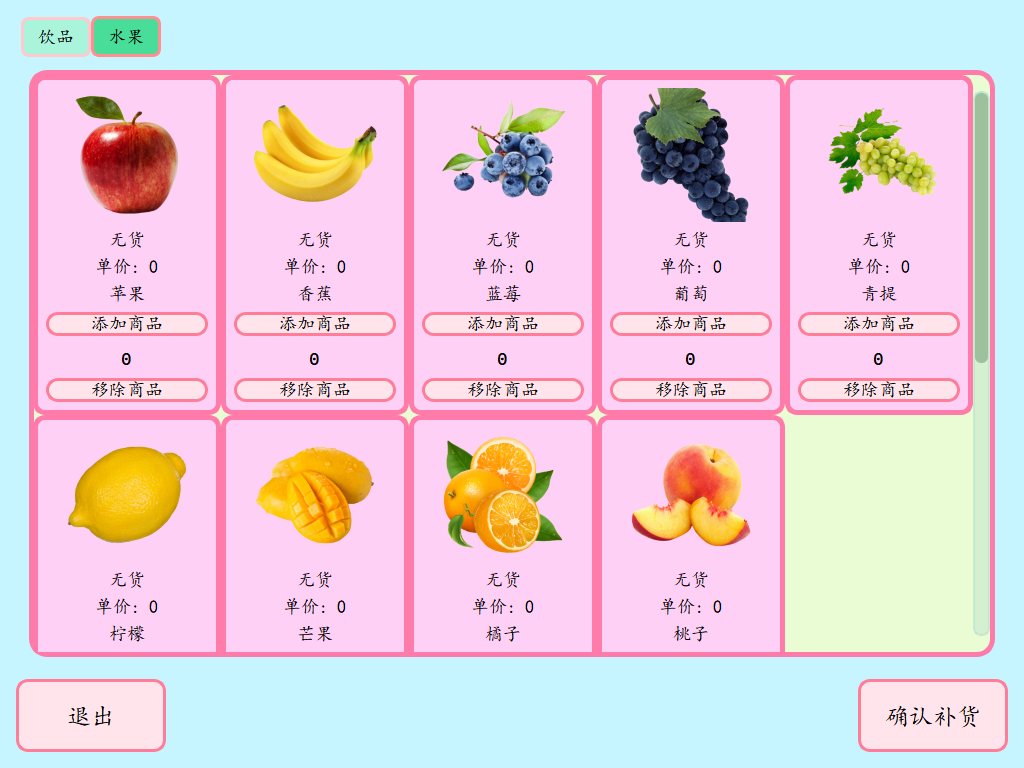 饮品 水果
无货 无货 无货 无货 无货
单价: 0 单价: 0 单价: 0 单价: 0 单价: 0
苹果 香蕉 蓝莓 葡萄 青提
添加商品 添加商品 添加商品 添加商品 添加商品
0 0 0 0 0
移除商品 移除商品 移除商品 移除商品 移除商品
无货 无货 无货 无货
单价: 0 单价: 0 单价: 0 单价: 0
柠檬 芒果 橘子 桃子
退出 确认补货